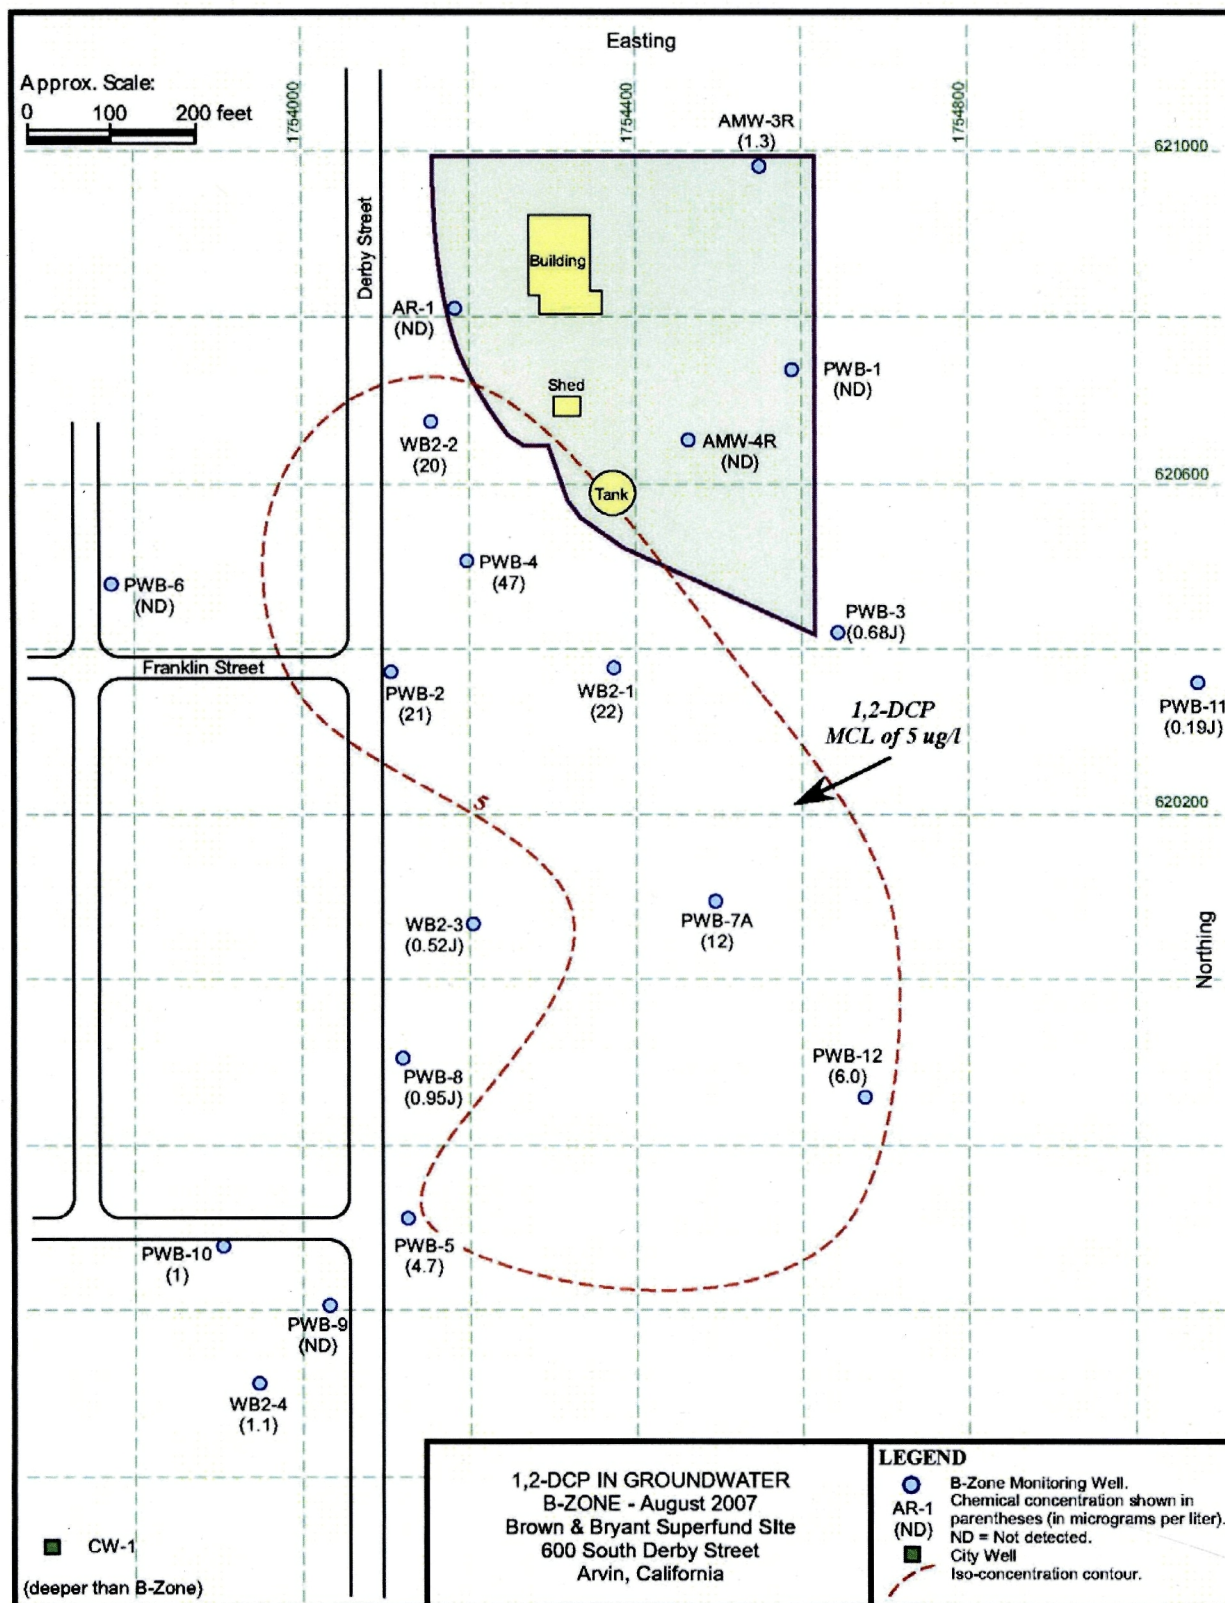 Easting
Approx. Scale:
0 100 200 feet
1754000
1754400
1754800
AMW-3R
(1.3)
621000
Derby Street
Building
AR-1
(ND)
PWB-1
(ND)
Shed
WB2-2
(20)
AMW-4R
(ND)
620600
Tank
PWB-4
(47)
PWB-6
(ND)
PWB-3
(0.68J)
Franklin Street
PWB-2
(21)
WB2-1
(22)
PWB-11
(0.19J)
1,2-DCP
MCL of 5 ug/l
5
620200
WB2-3
(0.52J)
PWB-7A
(12)
Northing
PWB-8
(0.95J)
PWB-12
(6.0)
PWB-5
(4.7)
PWB-10
(1)
PWB-9
(ND)
WB2-4
(1.1)
CW-1
(deeper than B-Zone)
1,2-DCP IN GROUNDWATER
B-ZONE - August 2007
Brown & Bryant Superfund Site
600 South Derby Street
Arvin, California
LEGEND
B-Zone Monitoring Well.
AR-1
(ND)
Chemical concentration shown in
parentheses (in micrograms per liter).
ND = Not detected.
City Well
Iso-concentration contour.